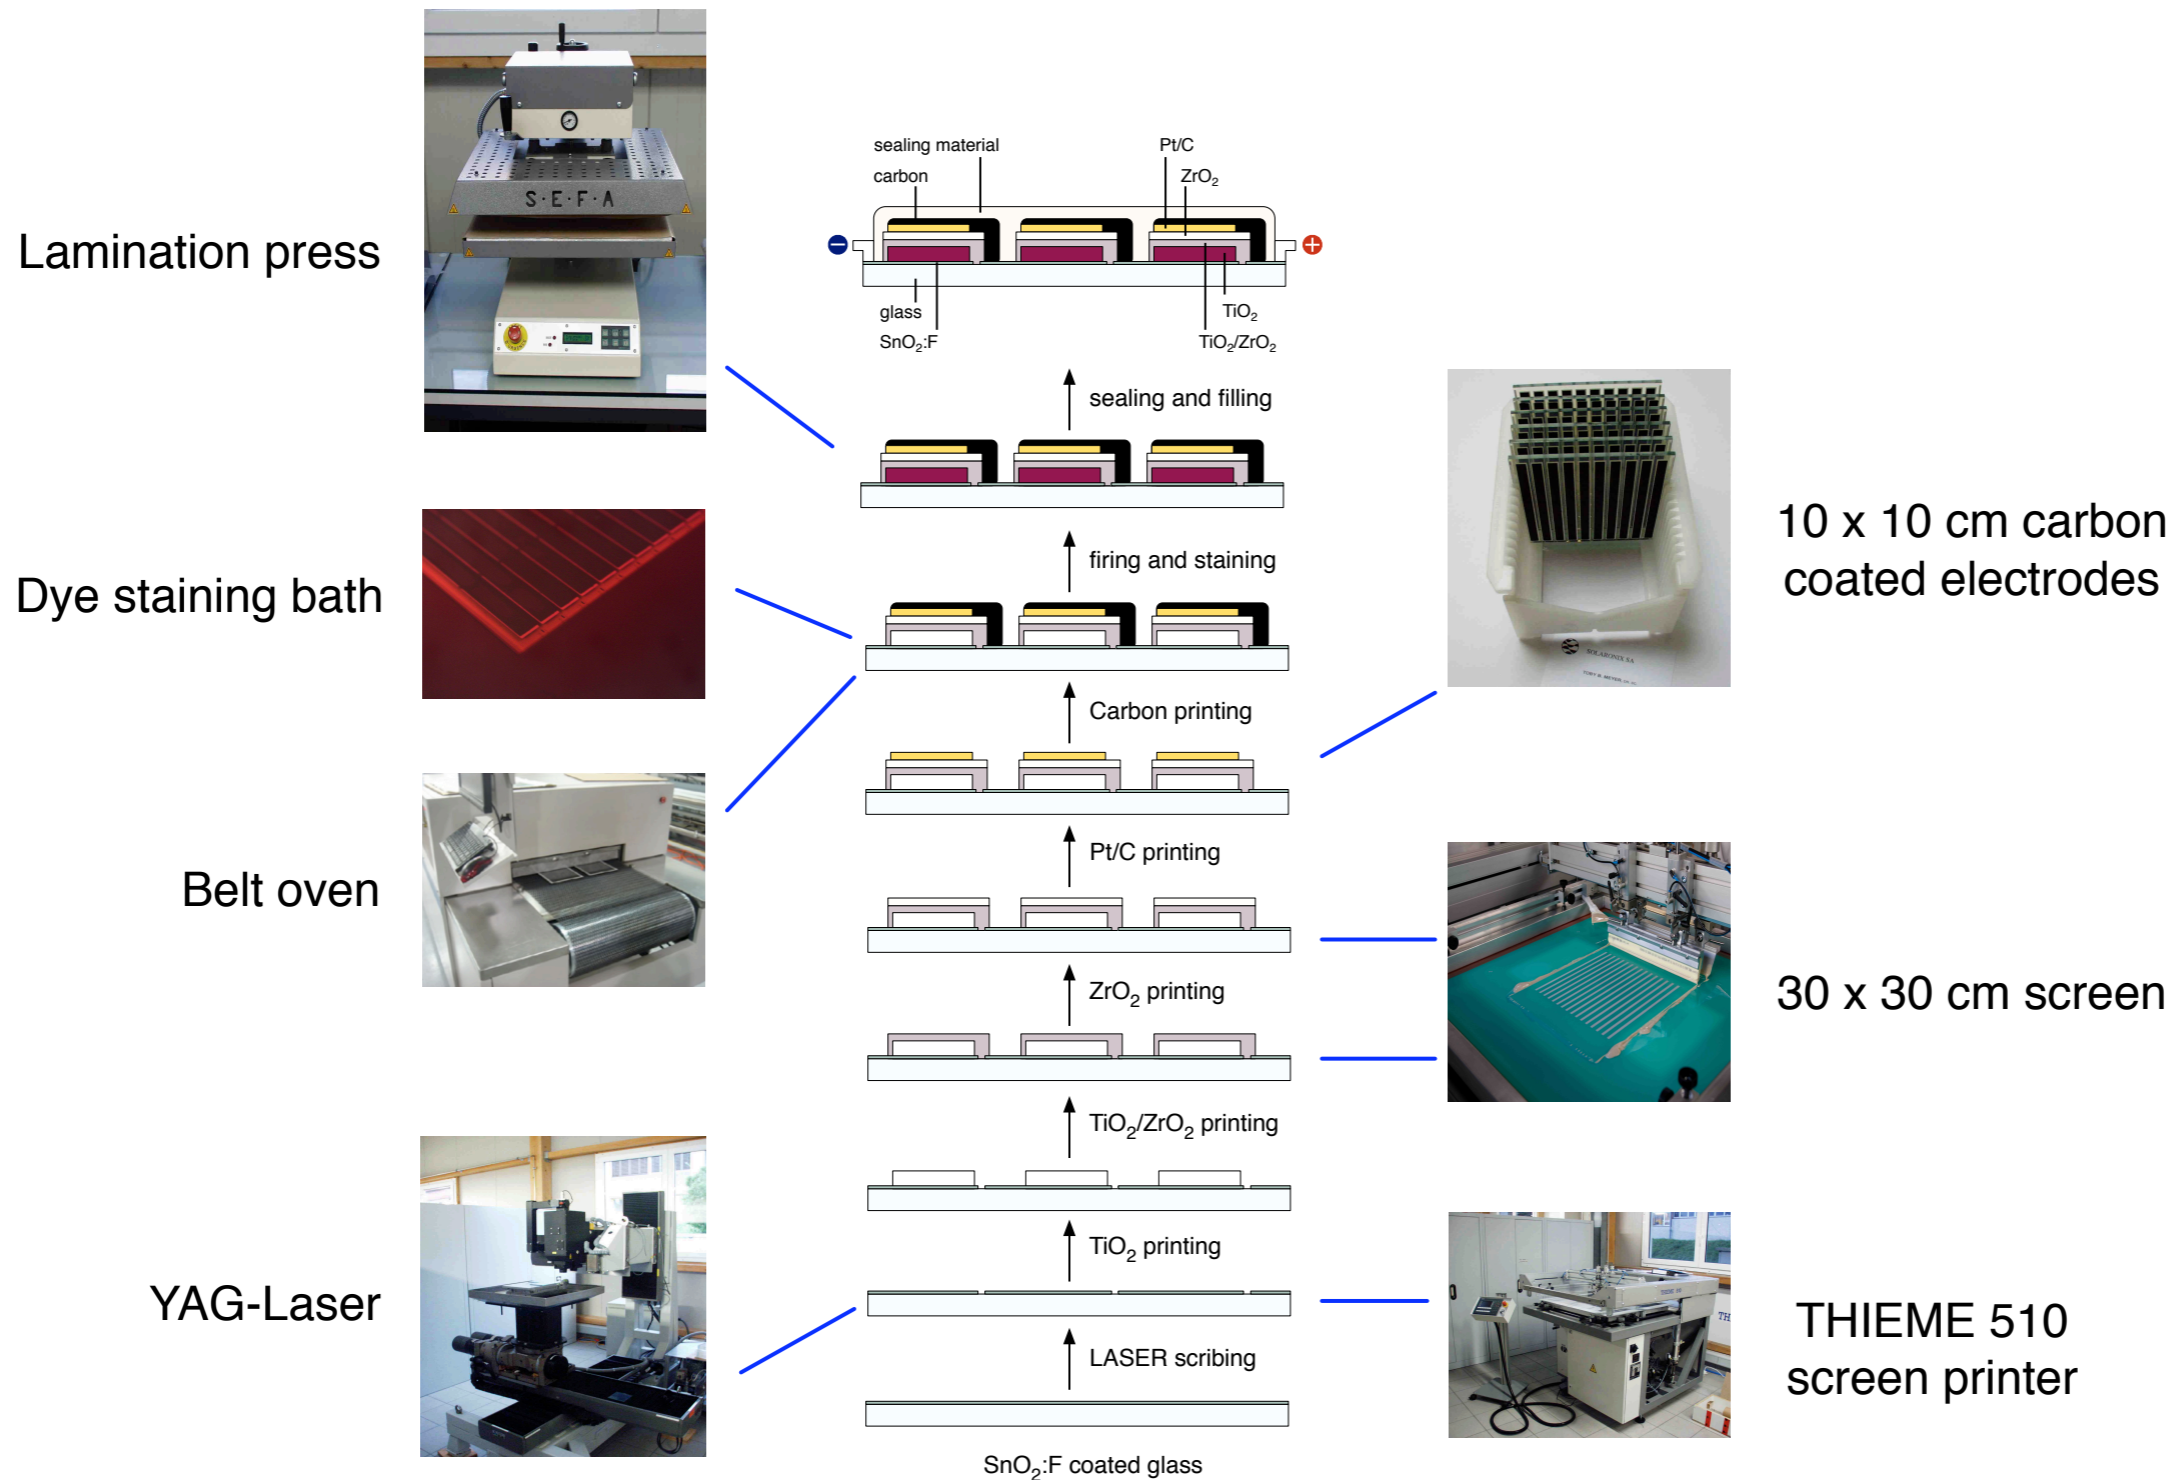 Lamination press
S·E·F·A
sealing material
carbon
Pt/C
ZrO₂
glass
SnO₂:F
TiO₂
TiO₂/ZrO₂
sealing and filling
Dye staining bath
firing and staining
10 x 10 cm carbon
coated electrodes
SOLARONIX SA
Carbon printing
Belt oven
Pt/C printing
30 x 30 cm screen
ZrO₂ printing
TiO₂/ZrO₂ printing
YAG-Laser
TiO₂ printing
THIEME 510
screen printer
LASER scribing
SnO₂:F coated glass